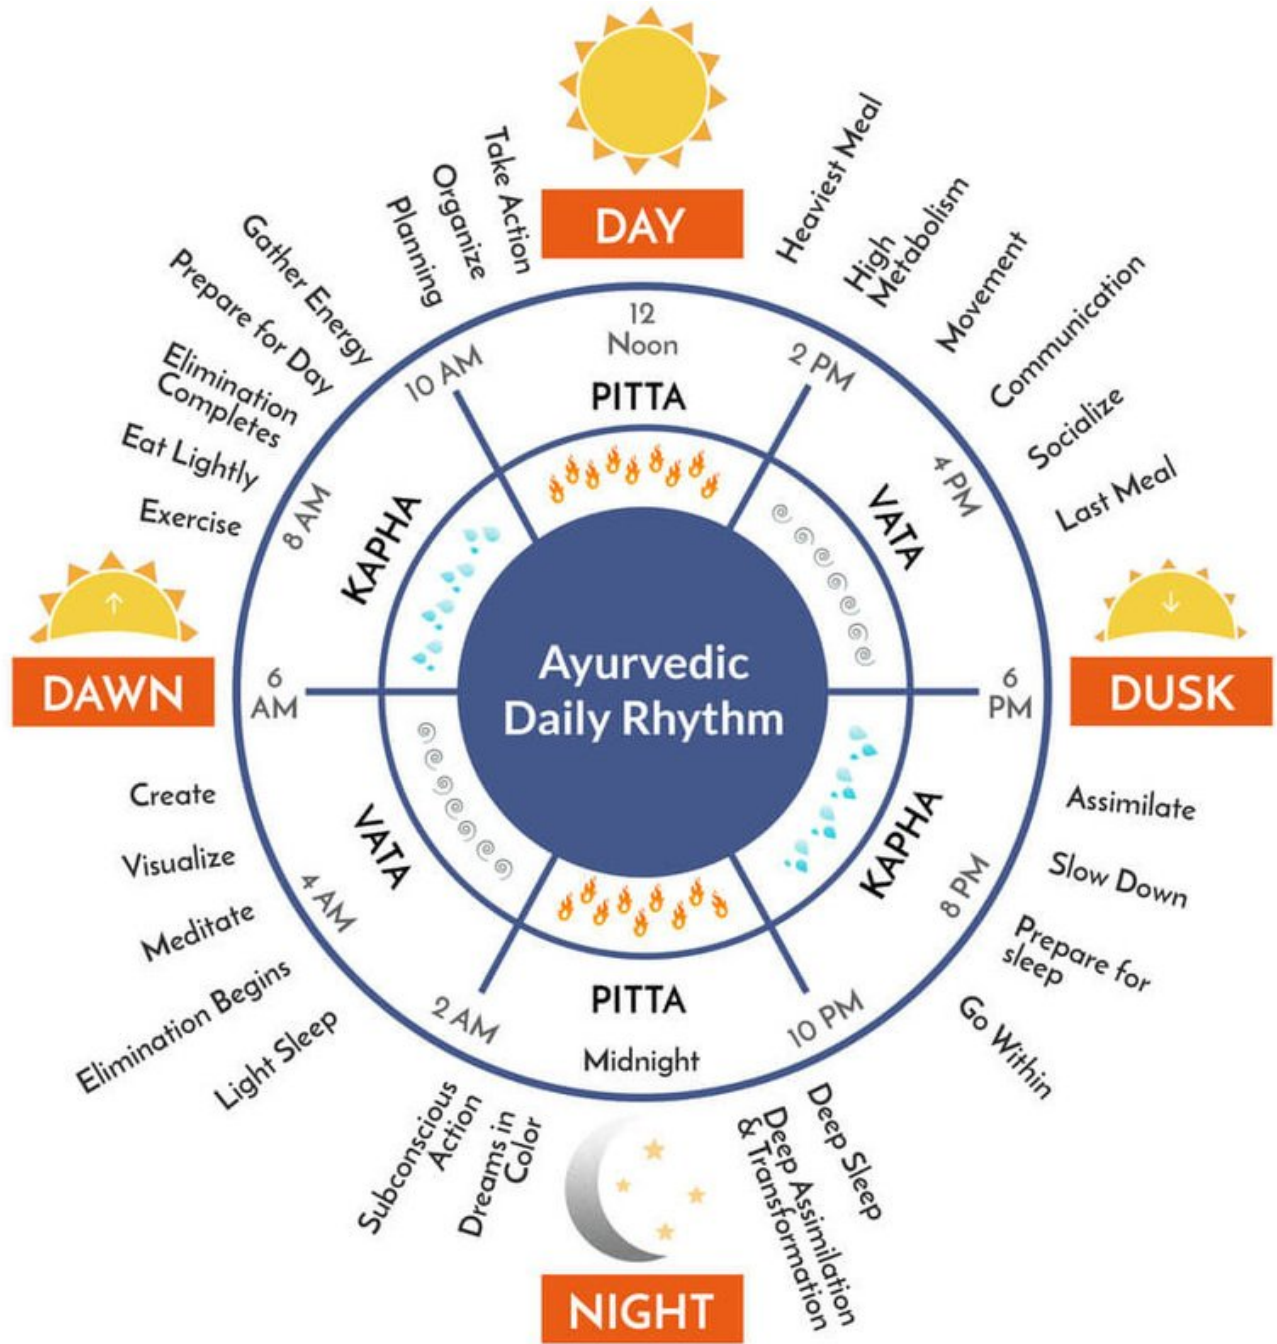 DAY
Take Action
Organize
Planning
Gather Energy
Prepare for Day
Elimination
Completes
Eat Lightly
Exercise
Heaviest Meal
High
Metabolism
Movement
Communication
Socialize
Last Meal
12
Noon
PITTA
10 AM
2 PM
8 AM
KAPHA
VATA
4 PM
DAWN
6
AM
Ayurvedic
Daily Rhythm
6
PM
DUSK
Create
Visualize
Meditate
Elimination Begins
Light Sleep
VATA
4 AM
2 AM
PITTA
Midnight
KAPHA
8 PM
10 PM
Assimilate
Slow Down
Prepare for
sleep
Go Within
Subconscious
Action
Dreams in
Color
Deep Sleep
Deep Assimilation
& Transformation
NIGHT